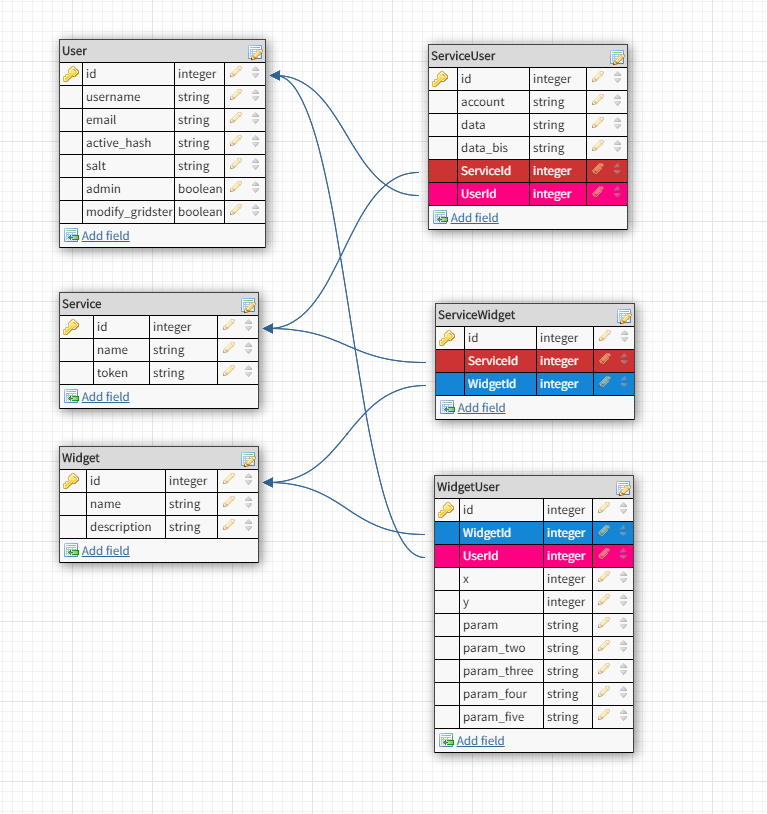 User
id integer
username string
email string
active_hash string
salt string
admin boolean
modify_gridster boolean
Add field
Service
id integer
name string
token string
Add field
Widget
id integer
name string
description string
Add field
ServiceUser
id integer
account string
data string
data_bis string
ServiceId integer
UserId integer
Add field
ServiceWidget
id integer
ServiceId integer
WidgetId integer
Add field
WidgetUser
id integer
WidgetId integer
UserId integer
x integer
y integer
param string
param_two string
param_three string
param_four string
param_five string
Add field